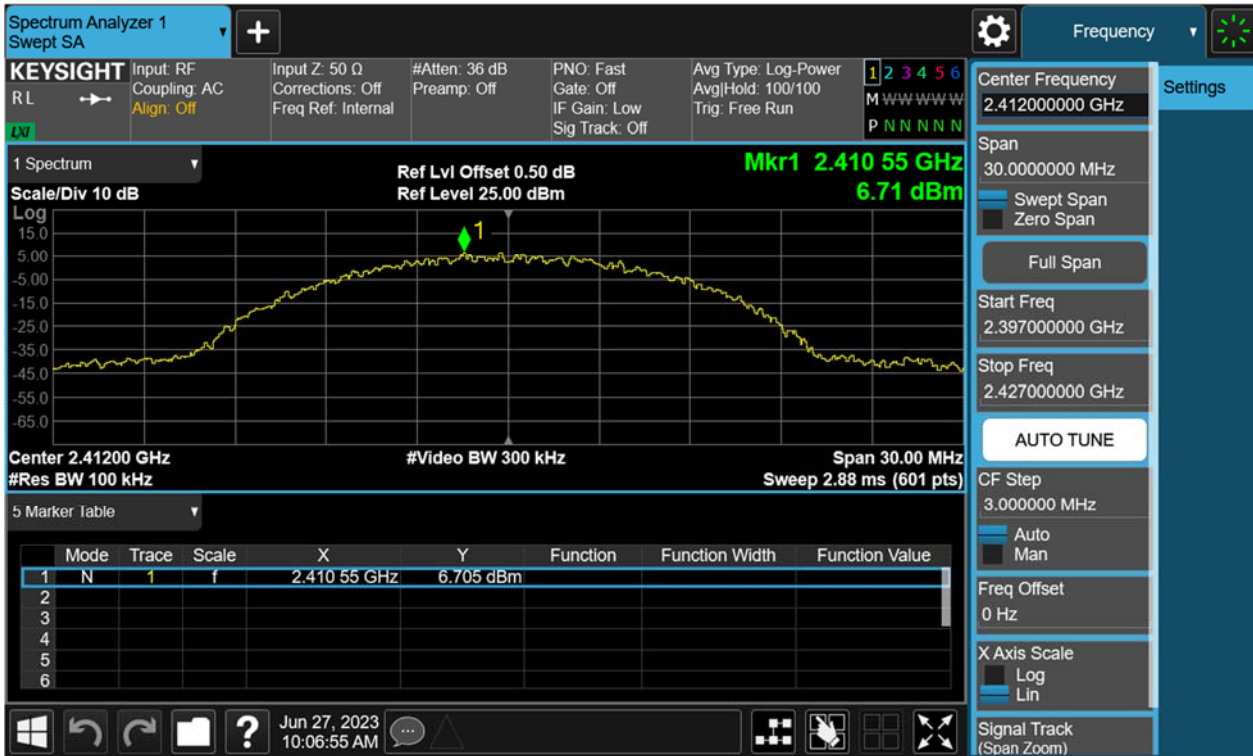 Spectrum Analyzer 1
Swept SA
+
Frequency
KEYSIGHT
RL
LXI
Input: RF
Coupling: AC
Align: Off
Input Z: 50 Ω
Corrections: Off
Freq Ref: Internal
#Atten: 36 dB
Preamp: Off
PNO: Fast
Gate: Off
IF Gain: Low
Sig Track: Off
Avg Type: Log-Power
Avg|Hold: 100/100
Trig: Free Run
1 2 3 4 5 6
M W W W W W
P N N N N N
1 Spectrum
Scale/Div 10 dB
Ref Lvl Offset 0.50 dB
Ref Level 25.00 dBm
Mkr1 2.410 55 GHz
6.71 dBm
Log
15.0
5.00
-5.00
-15.0
-25.0
-35.0
-45.0
-55.0
-65.0
1
Center 2.41200 GHz
#Video BW 300 kHz
Span 30.00 MHz
#Res BW 100 kHz
Sweep 2.88 ms (601 pts)
5 Marker Table
Mode Trace Scale X Y Function Function Width Function Value
1 N 1 f 2.410 55 GHz 6.705 dBm
2
3
4
5
6
?
Jun 27, 2023
10:06:55 AM
Center Frequency
2.412000000 GHz
Settings
Span
30.0000000 MHz
Swept Span
Zero Span
Full Span
Start Freq
2.397000000 GHz
Stop Freq
2.427000000 GHz
AUTO TUNE
CF Step
3.000000 MHz
Auto
Man
Freq Offset
0 Hz
X Axis Scale
Log
Lin
Signal Track
(Span Zoom)